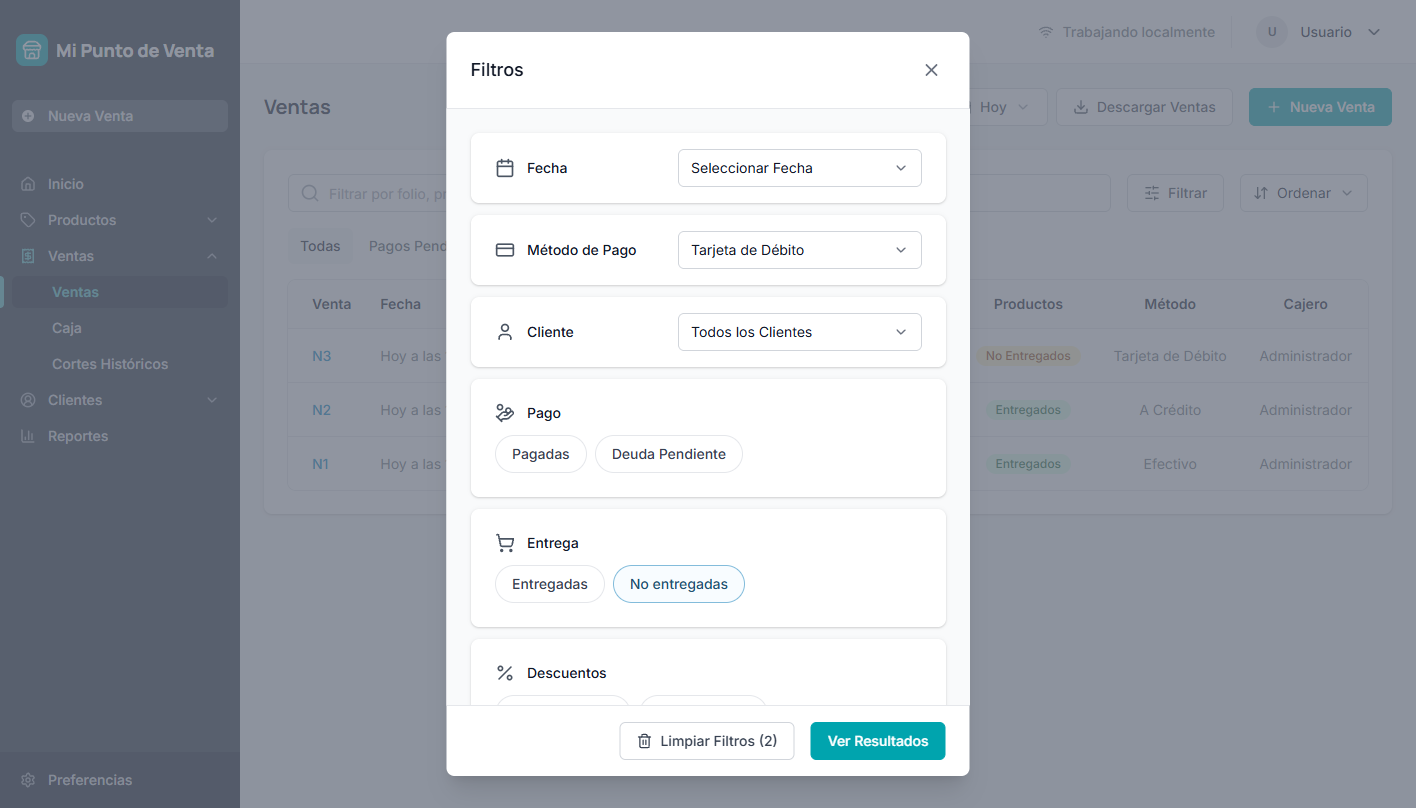 Mi Punto de Venta
Nueva Venta
Inicio
Productos
Ventas
Ventas
Caja
Cortes Históricos
Clientes
Reportes
Preferencias
Trabajando localmente
U
Usuario
Ventas
Hoy
Descargar Ventas
Nueva Venta
Filtrar por folio,
Filtrar
Ordenar
Todas
Pagos
Venta
Fecha
Productos
Método
Cajero
N3
Hoy a las
No Entregados
Tarjeta de Débito
Administrador
N2
Hoy a las
Entregados
A Crédito
Administrador
N1
Hoy a las
Entregados
Efectivo
Administrador
Filtros
Fecha
Seleccionar Fecha
Método de Pago
Tarjeta de Débito
Cliente
Todos los Clientes
Pago
Pagadas
Deuda Pendiente
Entrega
Entregadas
No entregadas
Descuentos
Limpiar Filtros (2)
Ver Resultados